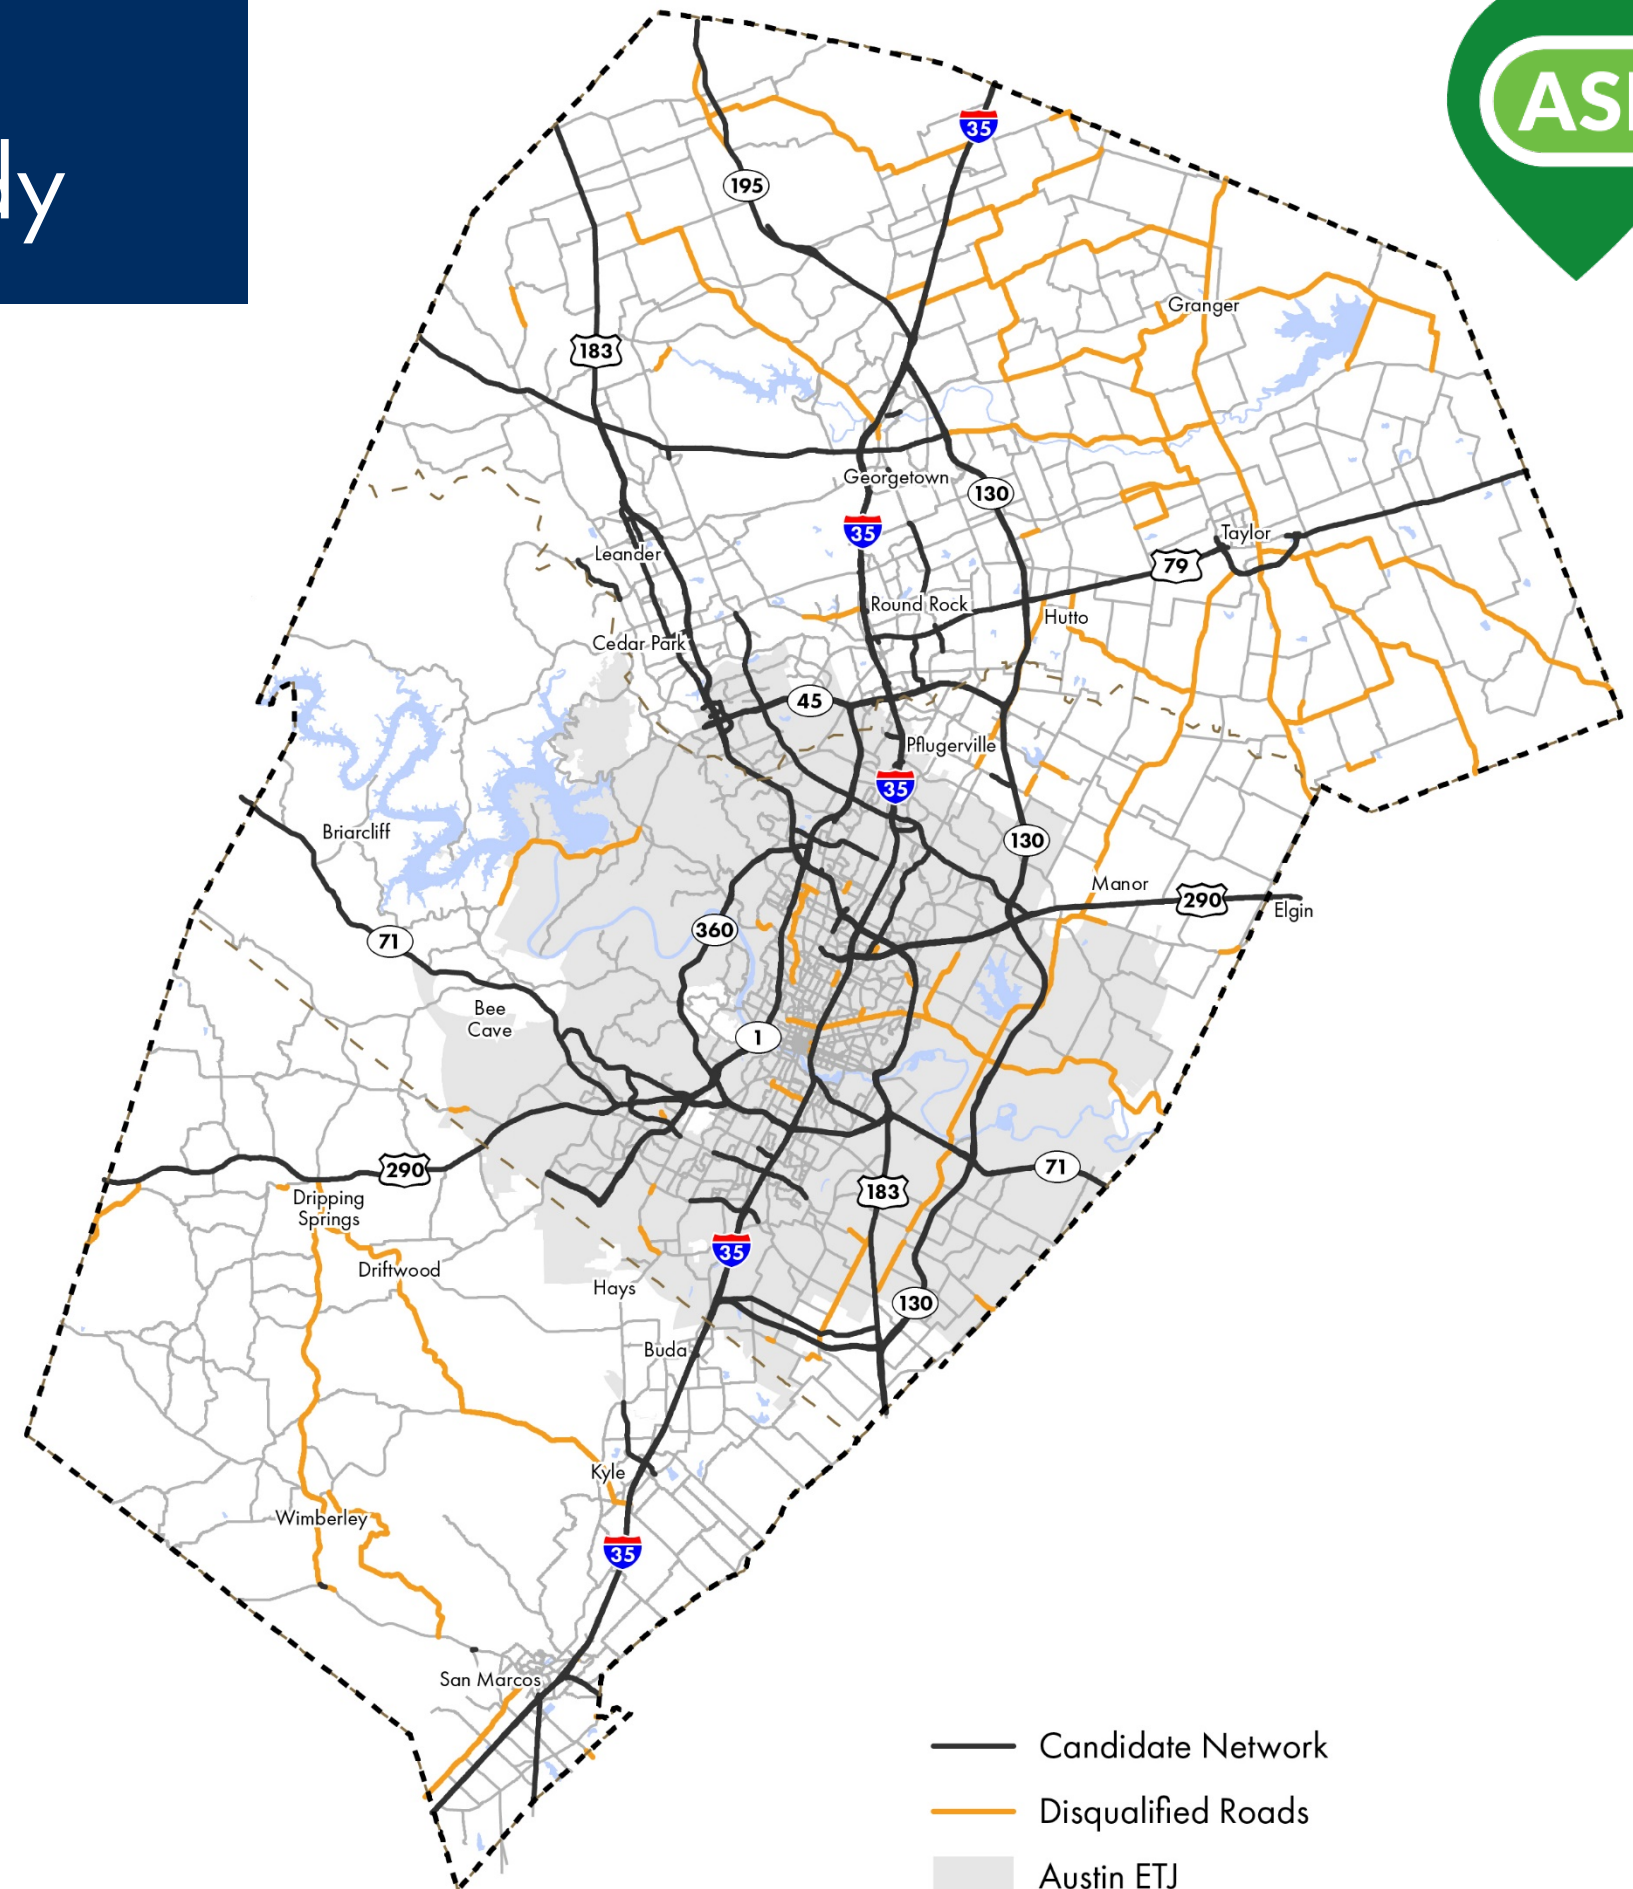 dy
ASI
35
195
183
Granger
Georgetown
130
35
Leander
Taylor
79
Round Rock
Hutto
Cedar Park
45
Pflugerville
35
Briarcliff
130
Manor
290
Elgin
360
71
Bee
Cave
1
290
71
183
Dripping
Springs
35
Driftwood
Hays
130
Buda
Kyle
Wimberley
35
San Marcos
Candidate Network
Disqualified Roads
Austin ETJ